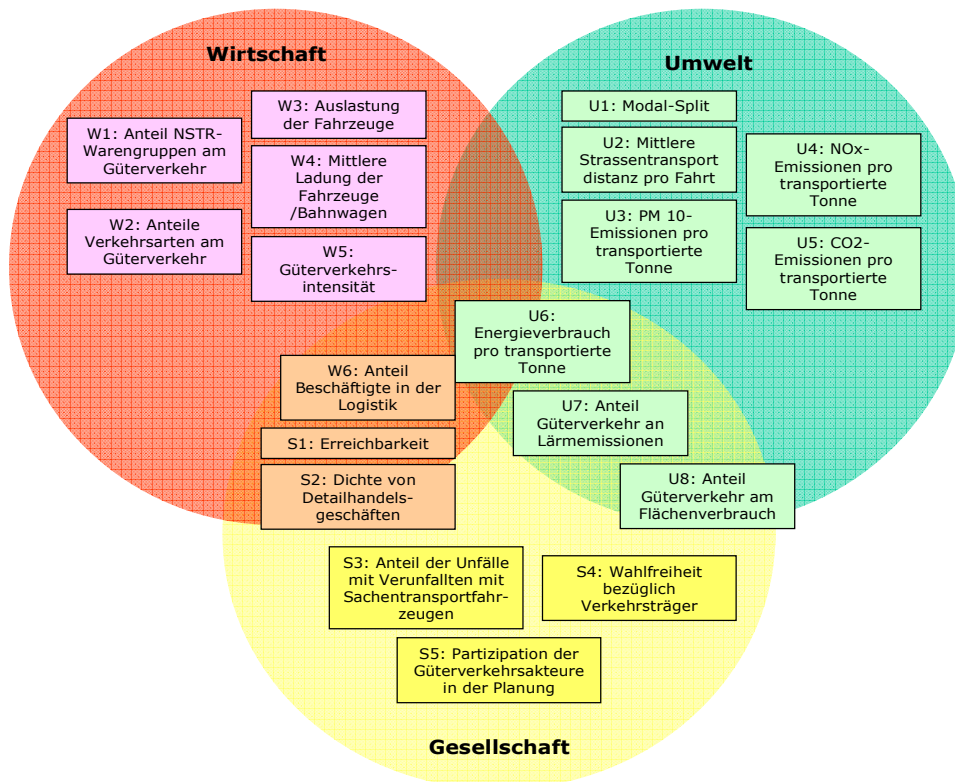 Wirtschaft
Umwelt
W3: Auslastung
der Fahrzeuge
W1: Anteil NSTR-
Warengruppen am
Güterverkehr
W4: Mittlere
Ladung der
Fahrzeuge
/Bahnwagen
W2: Anteile
Verkehrsarten am
Güterverkehr
W5:
Güterverkehrs-
intensität
U1: Modal-Split
U2: Mittlere
Strassentransport
distanz pro Fahrt
U4: NOx-
Emissionen pro
transportierte
Tonne
U3: PM 10-
Emissionen pro
transportierte
Tonne
U5: CO2-
Emissionen pro
transportierte
Tonne
U6:
Energieverbrauch
pro transportierte
Tonne
W6: Anteil
Beschäftigte in der
Logistik
U7: Anteil
Güterverkehr an
Lärmemissionen
S1: Erreichbarkeit
S2: Dichte von
Detailhandels-
geschäften
U8: Anteil
Güterverkehr am
Flächenverbrauch
S3: Anteil der Unfälle
mit Verunfallten mit
Sachentransportfahr-
zeugen
S4: Wahlfreiheit
bezüglich
Verkehrsträger
S5: Partizipation der
Güterverkehrsakteure
in der Planung
Gesellschaft